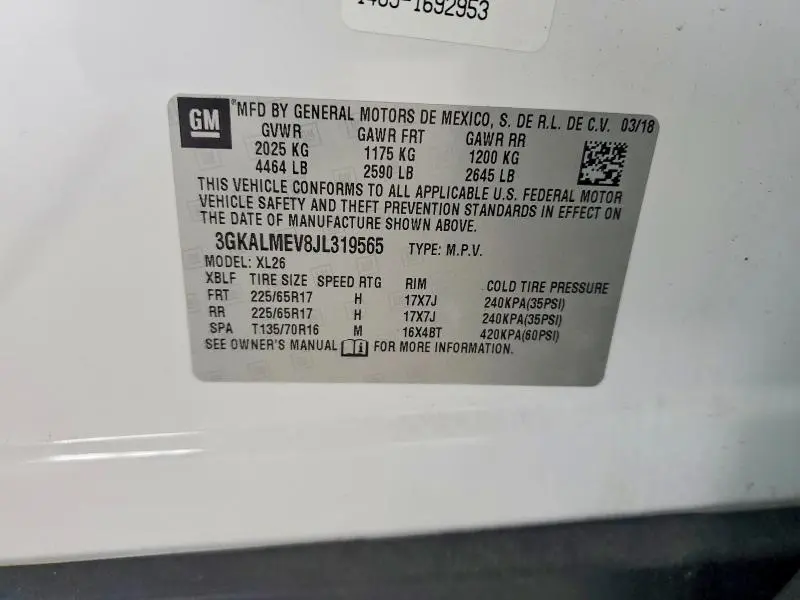 1465-1692953
GM
®MFD BY GENERAL MOTORS DE MEXICO, S. DE R.L. DE C.V. 03/18
GVWR GAWR FRT GAWR RR
2025 KG 1175 KG 1200 KG
4464 LB 2590 LB 2645 LB
THIS VEHICLE CONFORMS TO ALL APPLICABLE U.S. FEDERAL MOTOR
VEHICLE SAFETY AND THEFT PREVENTION STANDARDS IN EFFECT ON
THE DATE OF MANUFACTURE SHOWN ABOVE.
3GKALMEV8JL319565 TYPE: M.P.V.
MODEL: XL26
XBLF TIRE SIZE SPEED RTG RIM COLD TIRE PRESSURE
FRT 225/65R17 H 17X7J 240KPA(35PSI)
RR 225/65R17 H 17X7J 240KPA(35PSI)
SPA T135/70R16 M 16X4BT 420KPA(60PSI)
SEE OWNER'S MANUAL FOR MORE INFORMATION.